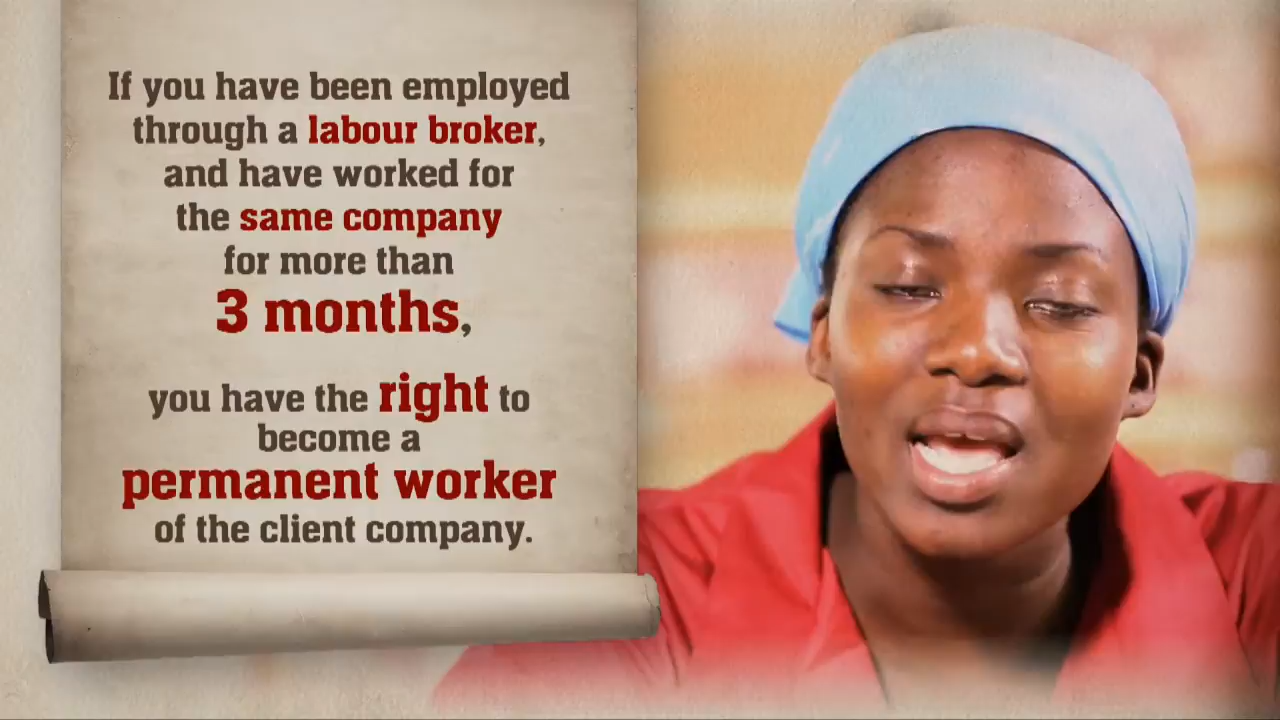 If you have been employed
through a labour broker,
and have worked for
the same company
for more than
3 months,
you have the right to
become a
permanent worker
of the client company.